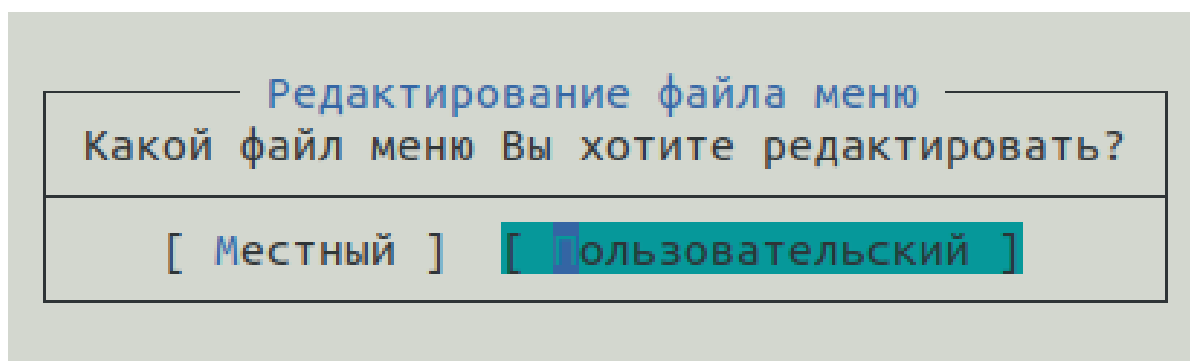 Редактирование файла меню
Какой файл меню Вы хотите редактировать?
[ Местный ] [ Пользовательский ]